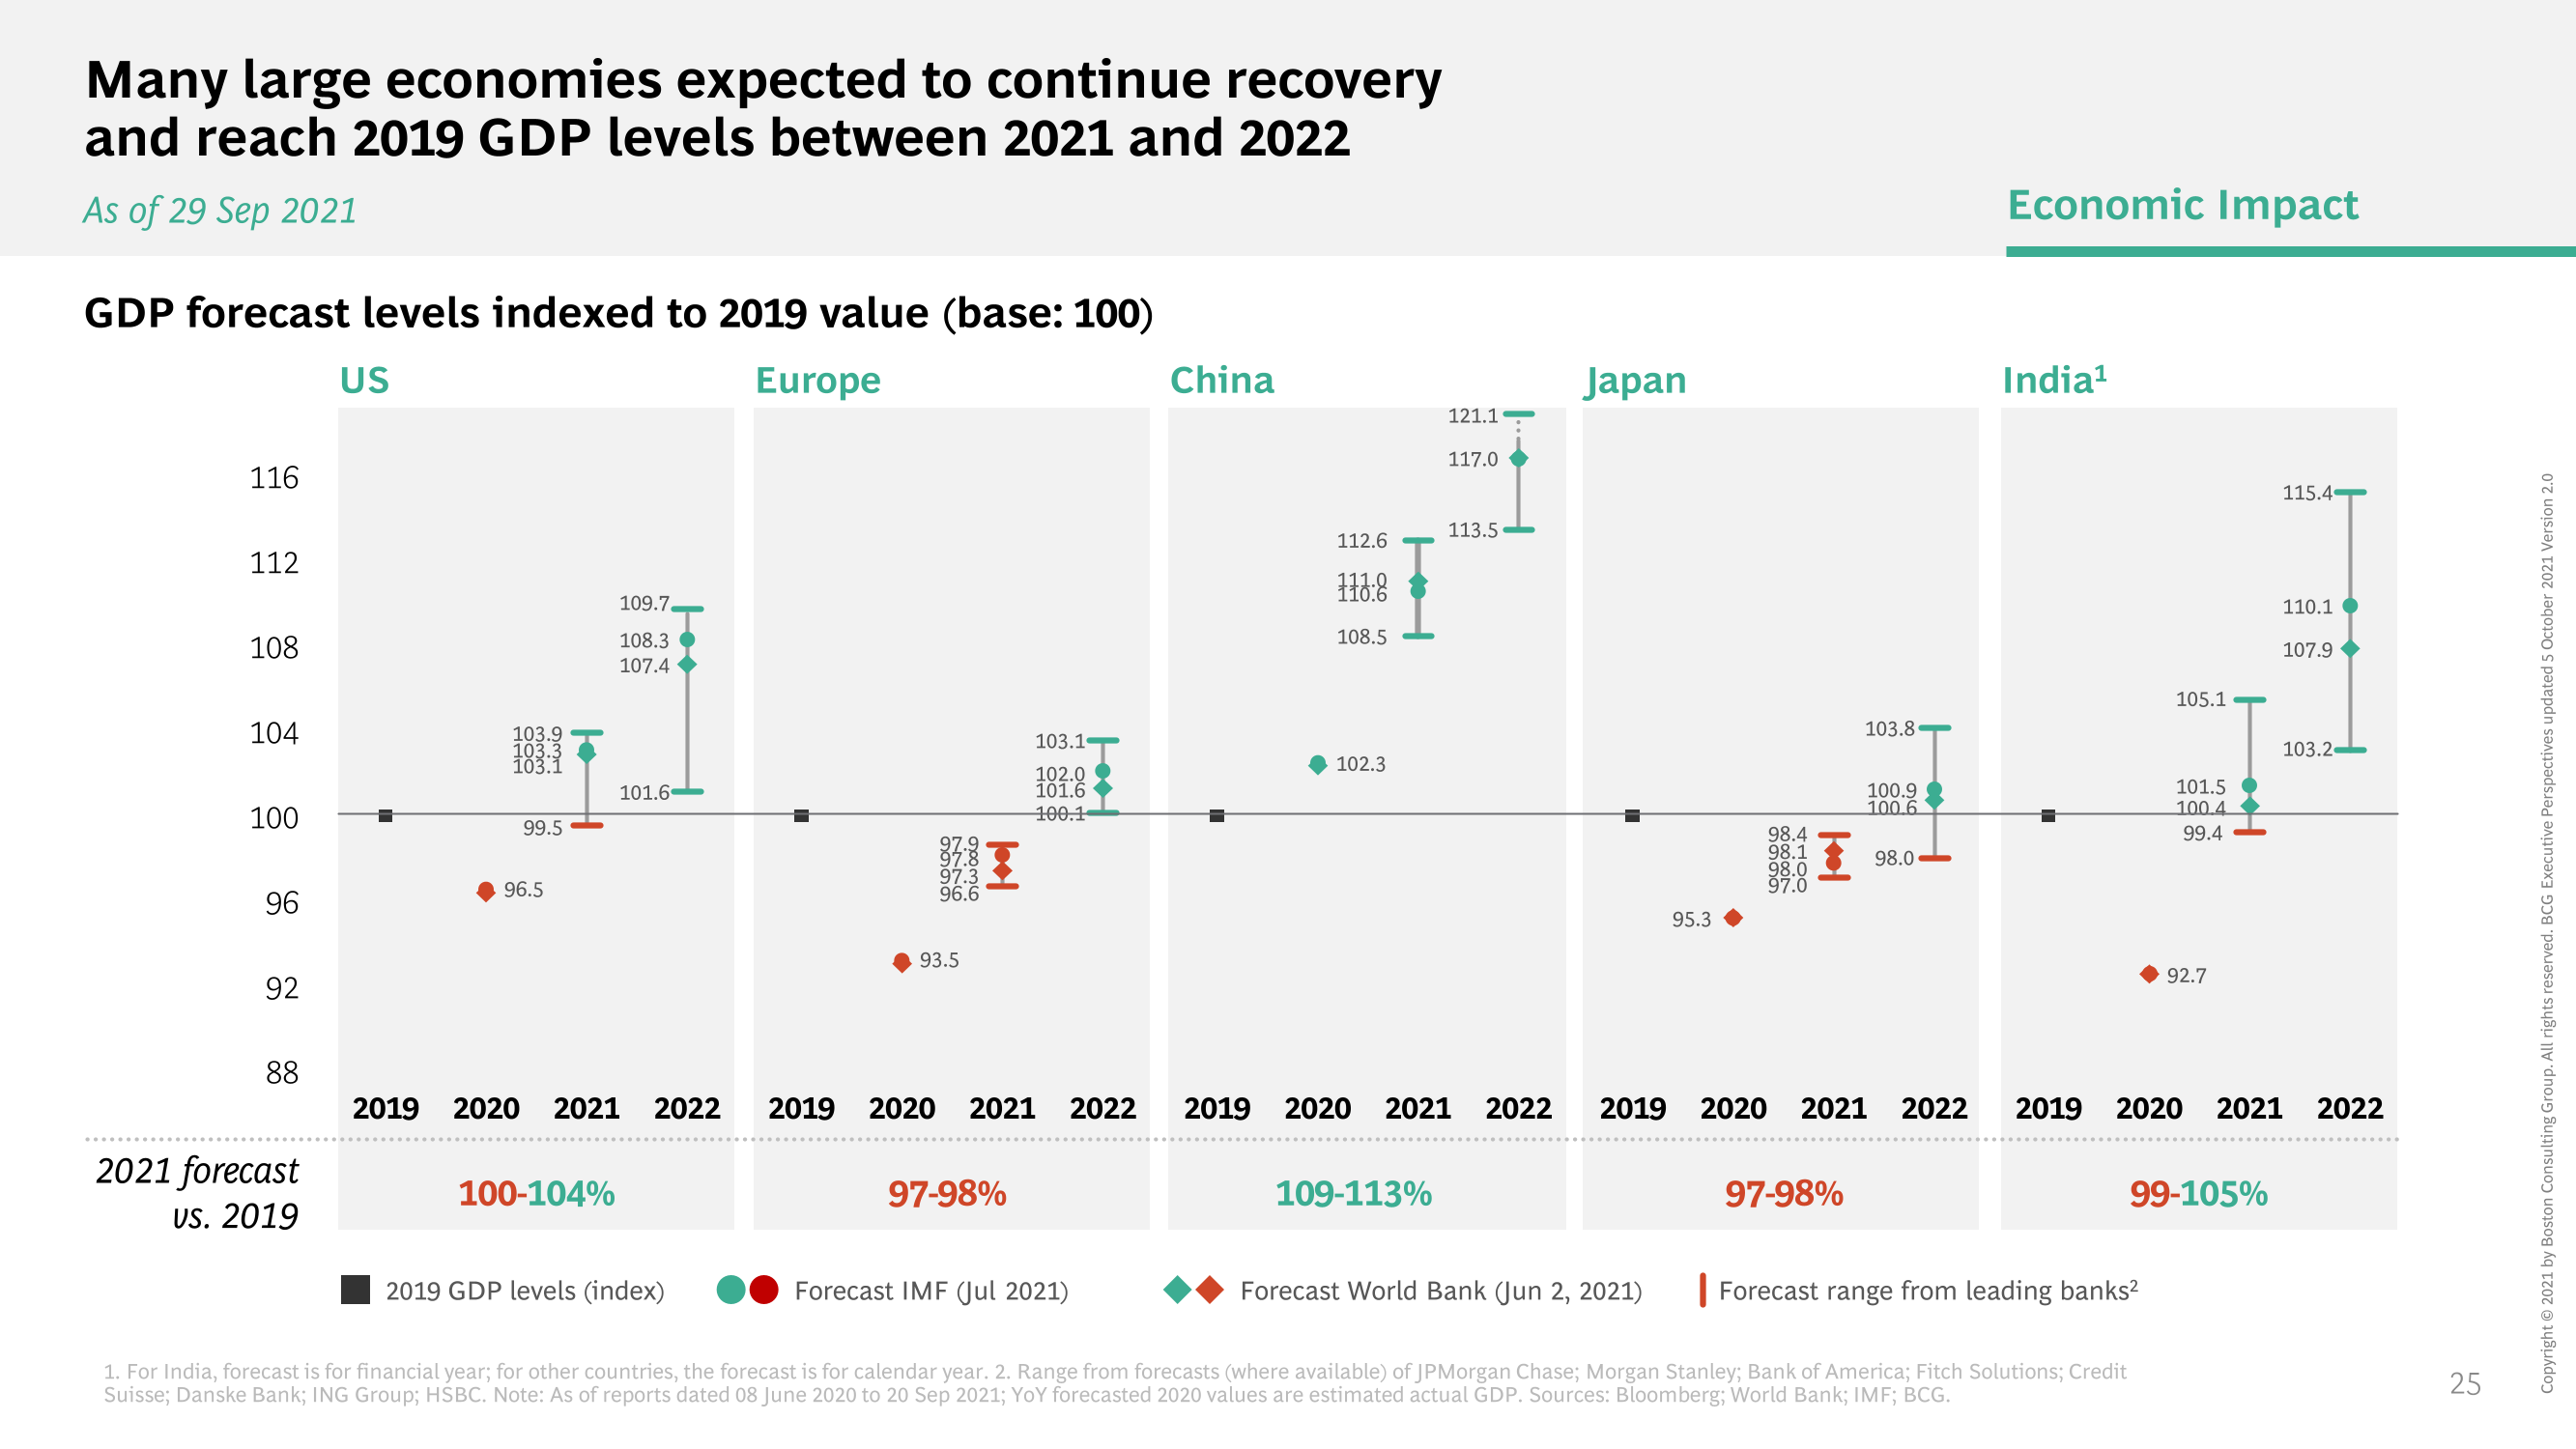 Many large economies expected to continue recovery
and reach 2019 GDP levels between 2021 and 2022
As of 29 Sep 2021
Economic Impact
GDP forecast levels indexed to 2019 value (base: 100)
US
Europe
China
Japan
India¹
116
112
108
104
100
96
92
88
96.5
103.9
103.3
103.1
99.5
109.7
108.3
107.4
101.6
93.5
97.9
97.8
97.3
96.6
103.1
102.0
101.6
100.1
102.3
112.6
111.0
110.6
108.5
121.1
117.0
113.5
95.3
98.4
98.1
98.0
97.0
103.8
100.9
100.6
98.0
92.7
105.1
101.5
100.4
99.4
115.4
110.1
107.9
103.2
2019 2020 2021 2022
2019 2020 2021 2022
2019 2020 2021 2022
2019 2020 2021 2022
2019 2020 2021 2022
2021 forecast
vs. 2019
100-104%
97-98%
109-113%
97-98%
99-105%
2019 GDP levels (index)
Forecast IMF (Jul 2021)
Forecast World Bank (Jun 2, 2021)
Forecast range from leading banks²
1. For India, forecast is for financial year; for other countries, the forecast is for calendar year. 2. Range from forecasts (where available) of JPMorgan Chase; Morgan Stanley; Bank of America; Fitch Solutions; Credit
Suisse; Danske Bank; ING Group; HSBC. Note: As of reports dated 08 June 2020 to 20 Sep 2021; YoY forecasted 2020 values are estimated actual GDP. Sources: Bloomberg; World Bank; IMF; BCG.
25
Copyright © 2021 by Boston Consulting Group. All rights reserved. BCG Executive Perspectives updated 5 October 2021 Version 2.0